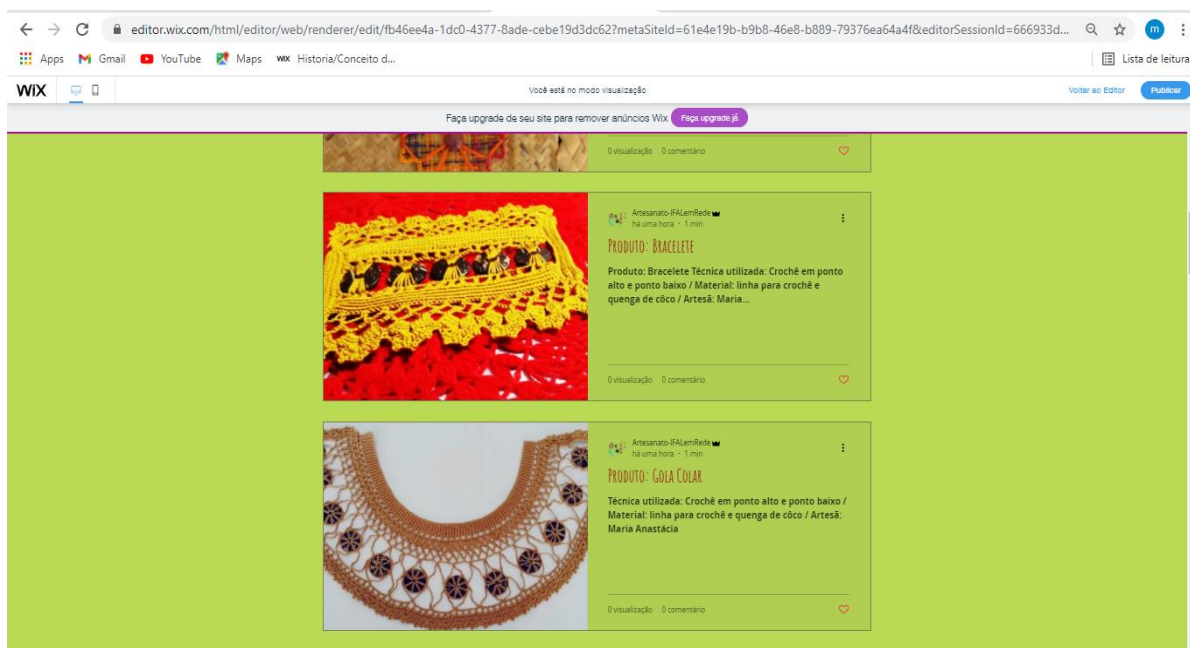 editor.wix.com/html/editor/web/renderer/edit/fb46ee4a-1dc0-4377-8ade-cebe19d3dc62?metaSiteId=61e4e19b-b9b8-46e8-b889-79376ea64a4f&editorSessionId=666933d...
m
Apps Gmail YouTube Maps WIX Historia/Conceito d... Lista de leitura
WiX Você está no modo visualização Voltar ao Editor Publicar
Faça upgrade de seu site para remover anúncios Wix Faça upgrade já
0 visualização 0 comentário
Artesanato-IFALemRede
há uma hora · 1 min
Produto: Bracelete
Produto: Bracelete Técnica utilizada: Crochê em ponto
alto e ponto baixo / Material: linha para crochê e
quenga de côco / Artesã: Maria...
0 visualização 0 comentário
Artesanato-IFALemRede
há uma hora · 1 min
Produto: Gola Colar
Técnica utilizada: Crochê em ponto alto e ponto baixo /
Material: linha para crochê e quenga de côco / Artesã:
Maria Anastácia
0 visualização 0 comentário